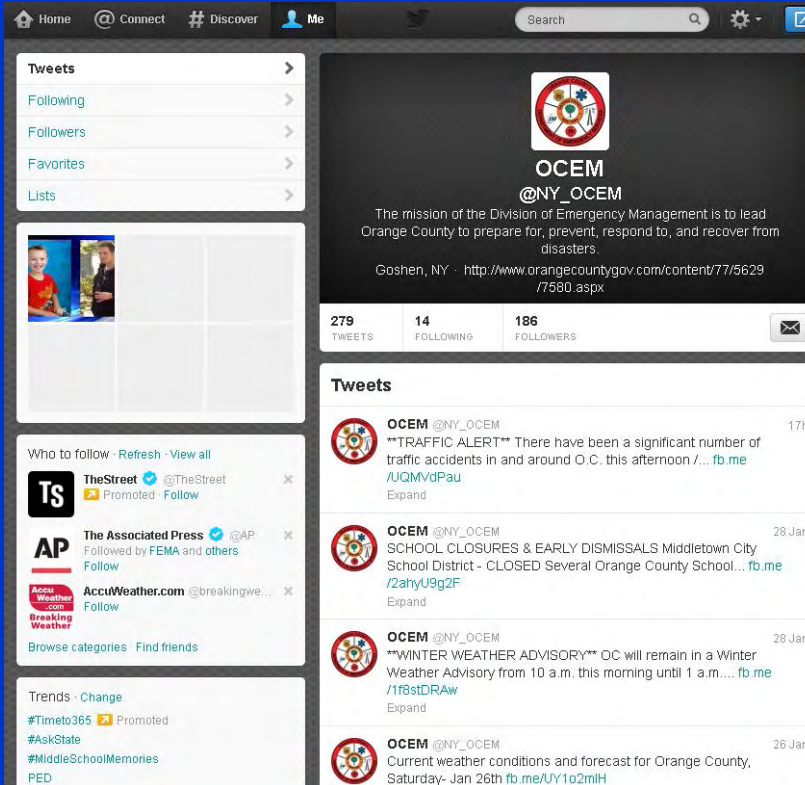 Home
Connect
Discover
Me
Search
Tweets
Following
Followers
Favorites
Lists
OCEM
@NY_OCEM
The mission of the Division of Emergency Management is to lead
Orange County to prepare for, prevent, respond to, and recover from
disasters.
Goshen, NY · http://www.orangecountygov.com/content/77/5629
/7580.aspx
279
TWEETS
14
FOLLOWING
186
FOLLOWERS
Who to follow · Refresh · View all
TheStreet @TheStreet
Promoted · Follow
TS
The Associated Press @AP
Followed by FEMA and others
Follow
AP
AccuWeather.com @breakingwe...
Follow
Accu
Weather
.com
Breaking
Weather
Browse categories · Find friends
Trends · Change
#Timeto365 Promoted
#AskState
#MiddleSchoolMemories
PED
Tweets
OCEM @NY_OCEM 17h
**TRAFFIC ALERT** There have been a significant number of
traffic accidents in and around O.C. this afternoon /... fb.me
/UQMVdPau
Expand
OCEM @NY_OCEM 28 Jan
SCHOOL CLOSURES & EARLY DISMISSALS Middletown City
School District - CLOSED Several Orange County School... fb.me
/2ahyU9g2F
Expand
OCEM @NY_OCEM 28 Jan
**WINTER WEATHER ADVISORY** OC will remain in a Winter
Weather Advisory from 10 a.m. this morning until 1 a.m.... fb.me
/1f8stDRAw
Expand
OCEM @NY_OCEM 26 Jan
Current weather conditions and forecast for Orange County,
Saturday- Jan 26th fb.me/UY1o2mlH